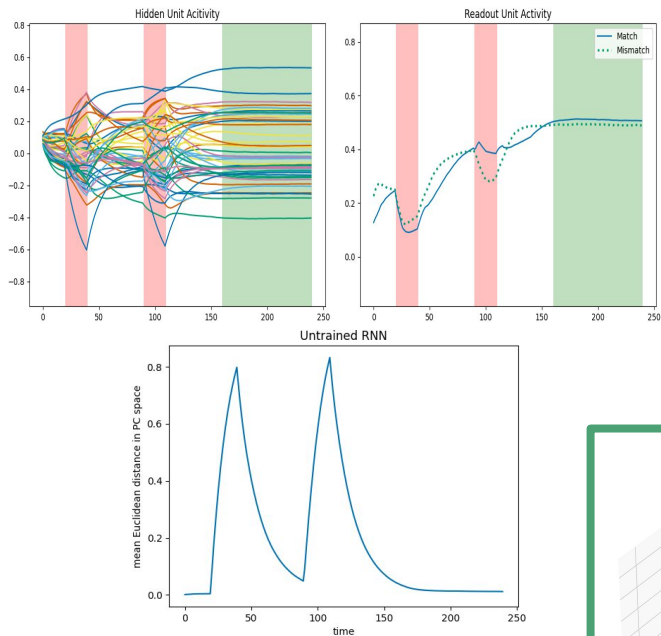 Hidden Unit Acitivity
0.8
0.6
0.4
0.2
0.0
−0.2
−0.4
−0.6
−0.8
0 50 100 150 200 250
Readout Unit Activity
Match
Mismatch
0.8
0.6
0.4
0.2
0.0
0 50 100 150 200 250
Untrained RNN
mean Euclidean distance in PC space
0.8
0.6
0.4
0.2
0.0
0 50 100 150 200 250
time